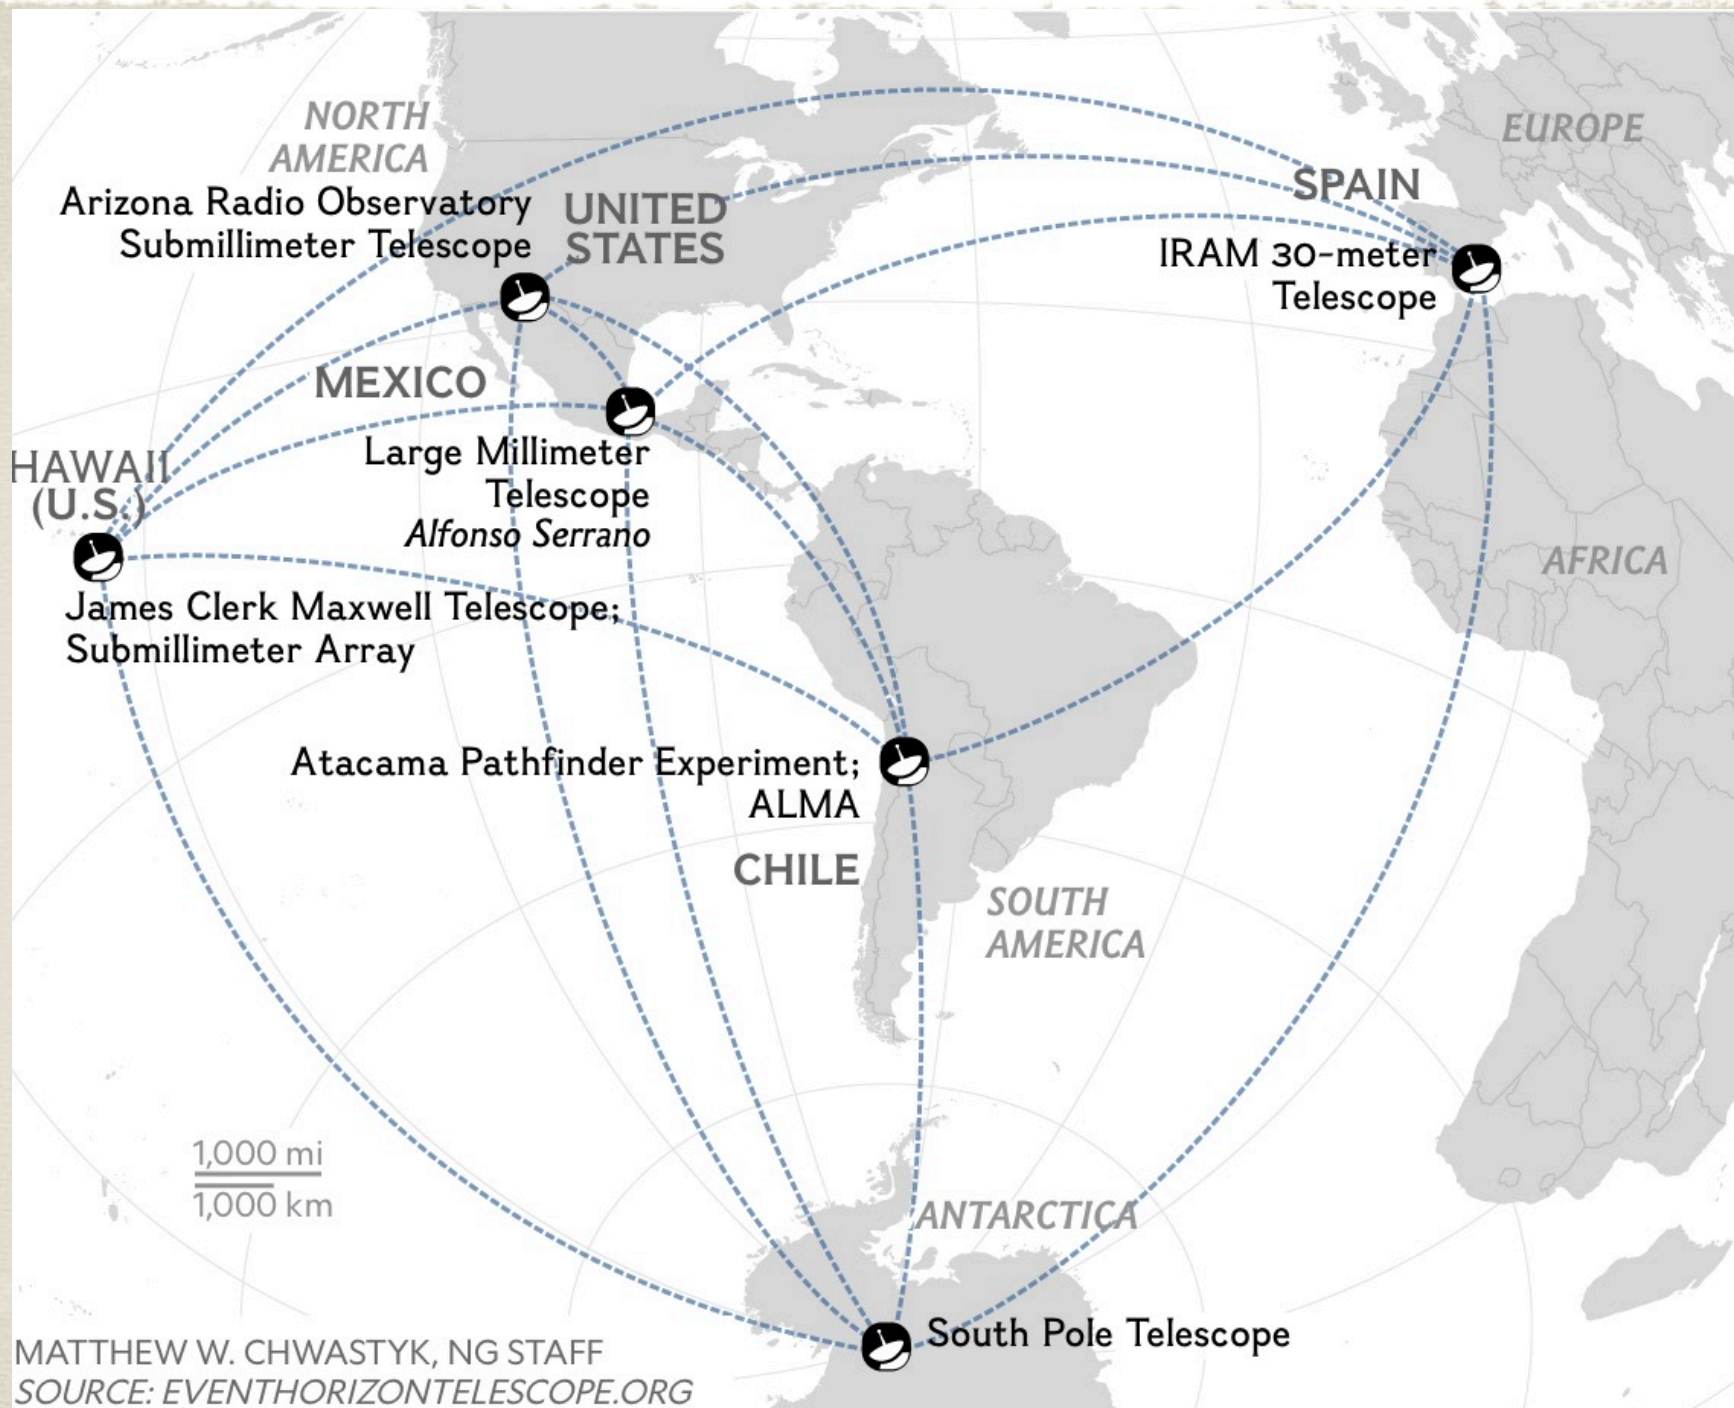 NORTH
AMERICA
EUROPE
SPAIN
Arizona Radio Observatory
Submillimeter Telescope
UNITED
STATES
IRAM 30-meter
Telescope
MEXICO
Large Millimeter
Telescope
Alfonso Serrano
HAWAII
(U.S.)
AFRICA
James Clerk Maxwell Telescope;
Submillimeter Array
Atacama Pathfinder Experiment;
ALMA
CHILE
SOUTH
AMERICA
1,000 mi
1,000 km
ANTARCTICA
South Pole Telescope
MATTHEW W. CHWASTYK, NG STAFF
SOURCE: EVENTHORIZONTELESCOPE.ORG